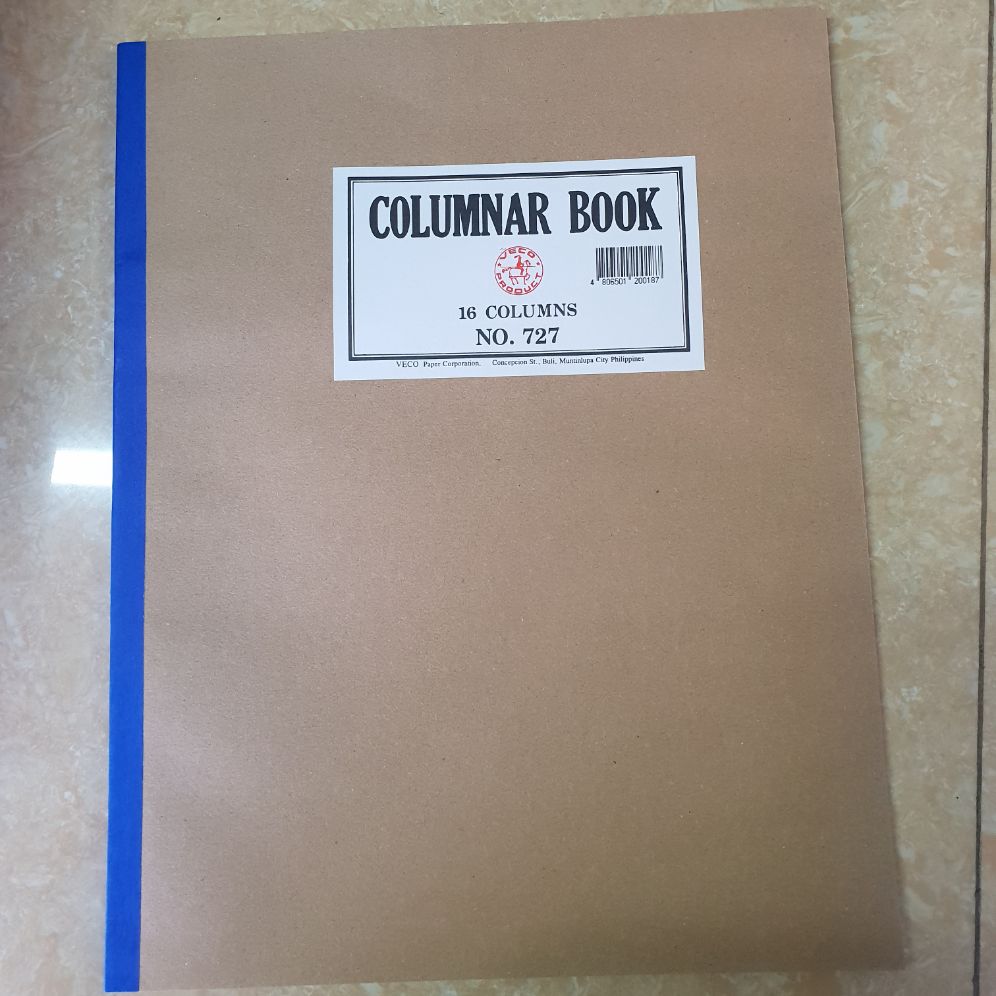 COLUMNAR BOOK
VECO
PRODUCT
4 806501 200187
16 COLUMNS
NO. 727
VECO Paper Corporation. Concepcion St., Buli, Muntinlupa City Philippines